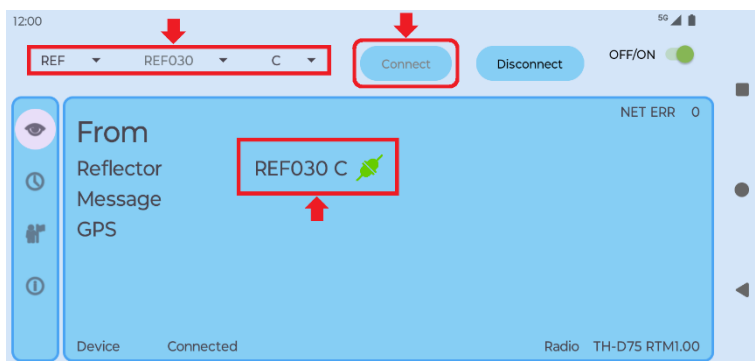 12:00 5G
REF REF030 C Connect Disconnect OFF/ON
NET ERR 0
From
Reflector REF030 C
Message
GPS
Device Connected Radio TH-D75 RTM1.00